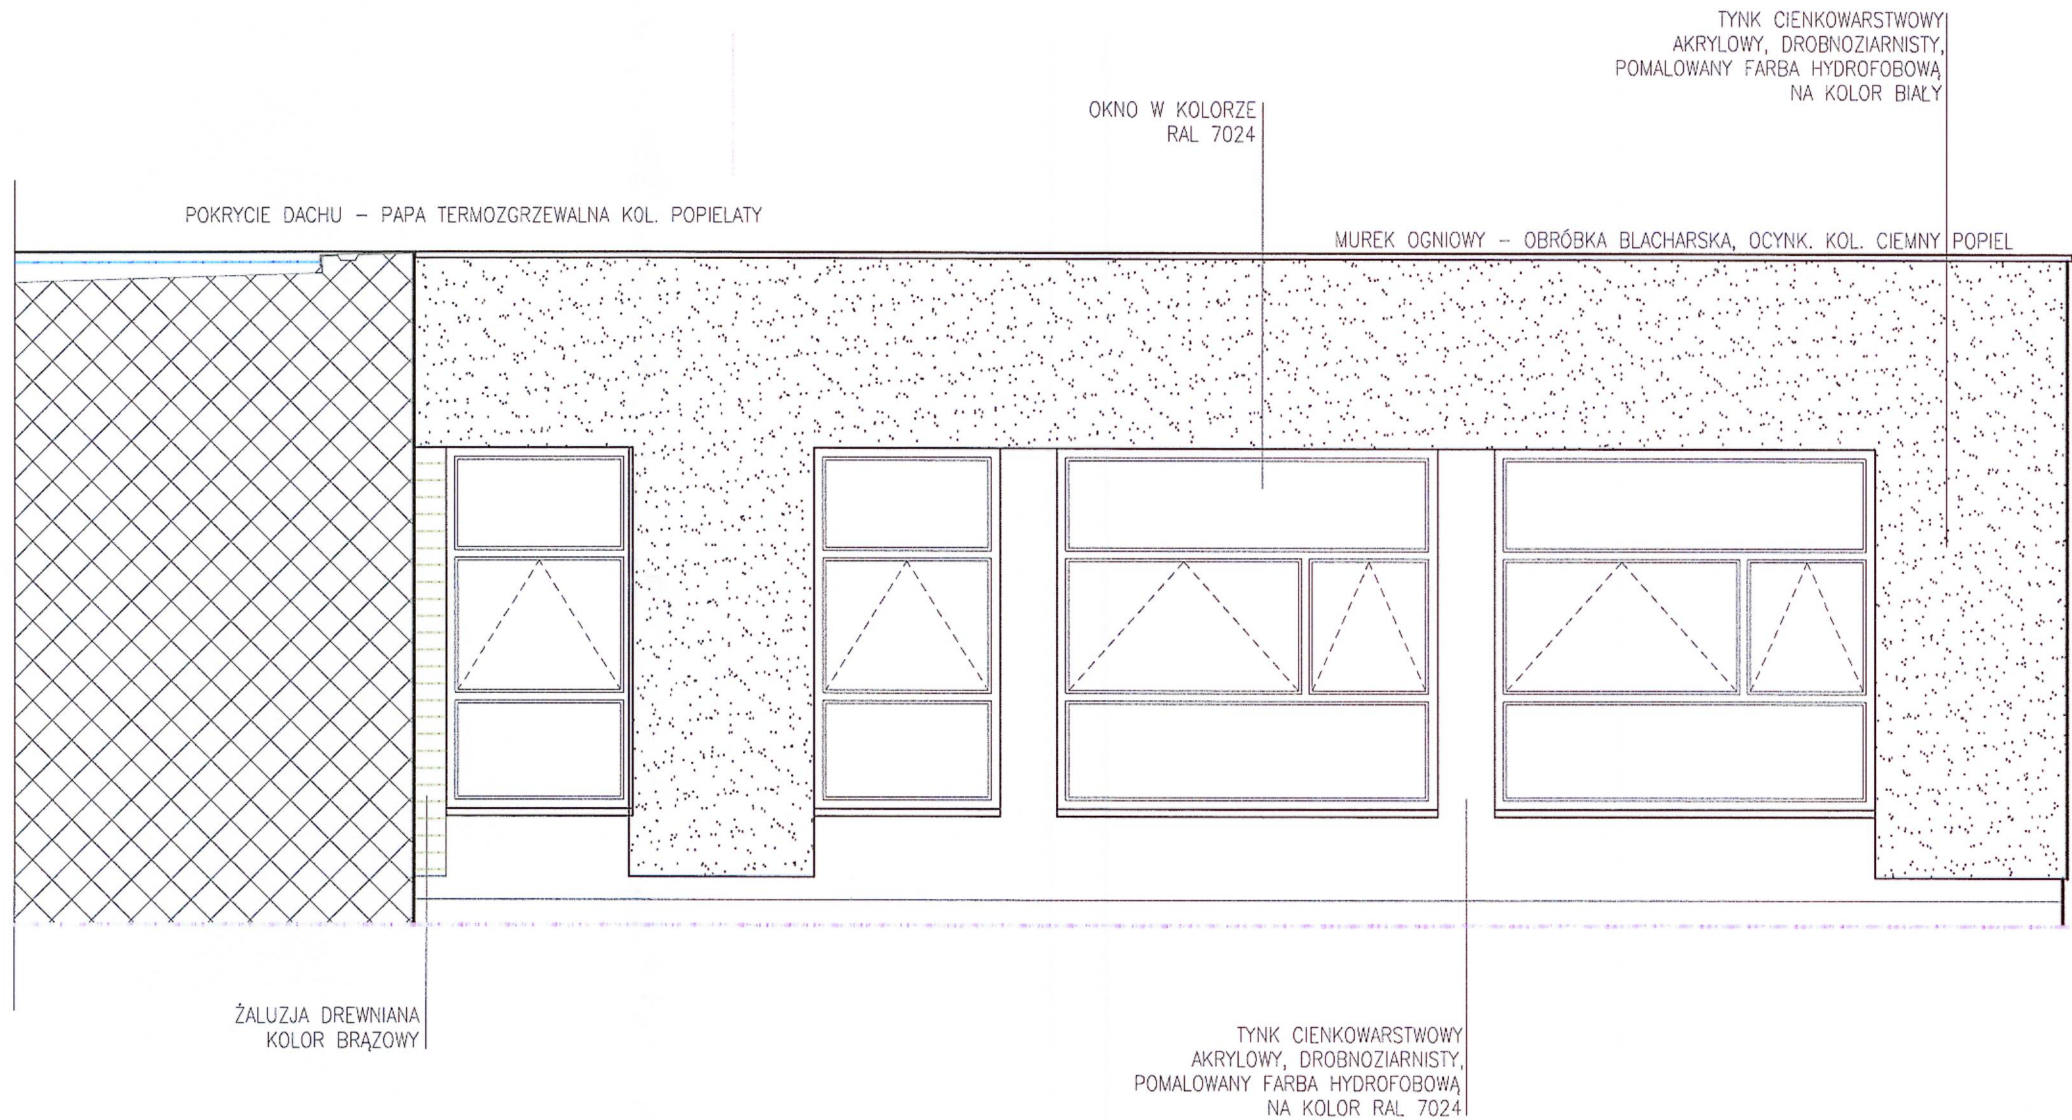 TYNK CIENKOWARSTWOWY
AKRYLOWY, DROBNOZIARNISTY,
POMALOWANY FARBA HYDROFOBOWĄ
NA KOLOR BIAŁY
OKNO W KOLORZE
RAL 7024
POKRYCIE DACHU – PAPA TERMOZGRZEWALNA KOL. POPIELATY
MUREK OGNIOWY – OBRÓBKA BLACHARSKA, OCYNK. KOL. CIEMNY POPIEL
ŻALUZJA DREWNIANA
KOLOR BRĄZOWY
TYNK CIENKOWARSTWOWY
AKRYLOWY, DROBNOZIARNISTY,
POMALOWANY FARBA HYDROFOBOWĄ
NA KOLOR RAL 7024